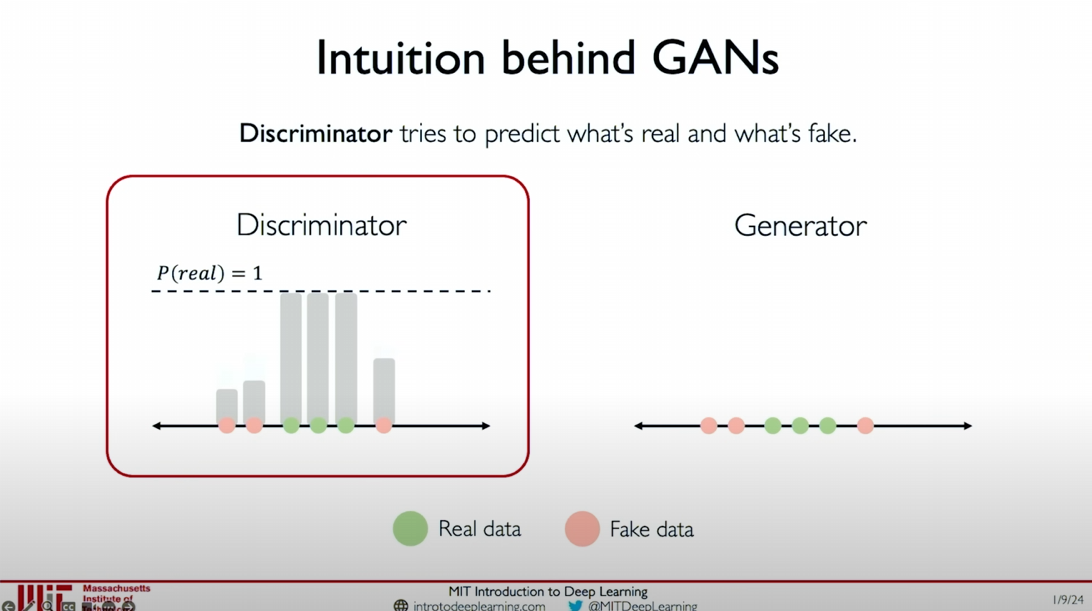 Intuition behind GANs
Discriminator tries to predict what's real and what's fake.
Discriminator
Generator
P(real) = 1
Real data
Fake data
Massachusetts
Institute of
MIT Introduction to Deep Learning
introtodeeplearning.com
@MITDeepLearning
1/9/24